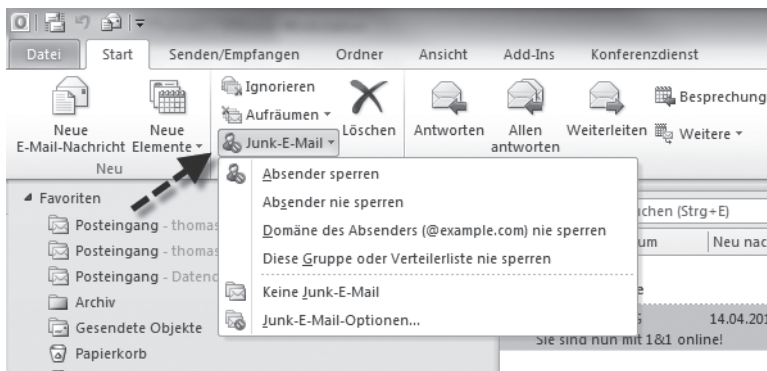 Datei Start Senden/Empfangen Ordner Ansicht Add-Ins Konferenzdienst
Neue E-Mail-Nachricht
Neue Elemente
Neu
Ignorieren
Aufräumen
Junk-E-Mail
Löschen
Antworten
Allen antworten
Weiterleiten
Besprechung
Weitere
Absender sperren
Absender nie sperren
Domäne des Absenders (@example.com) nie sperren
Diese Gruppe oder Verteilerliste nie sperren
Keine Junk-E-Mail
Junk-E-Mail-Optionen...
Favoriten
Posteingang - thomas
Posteingang - thomas
Posteingang - Datend
Archiv
Gesendete Objekte
Papierkorb
chen (Strg+E)
um Neu nac
14.04.201
Sie sind nun mit 1&1 online!